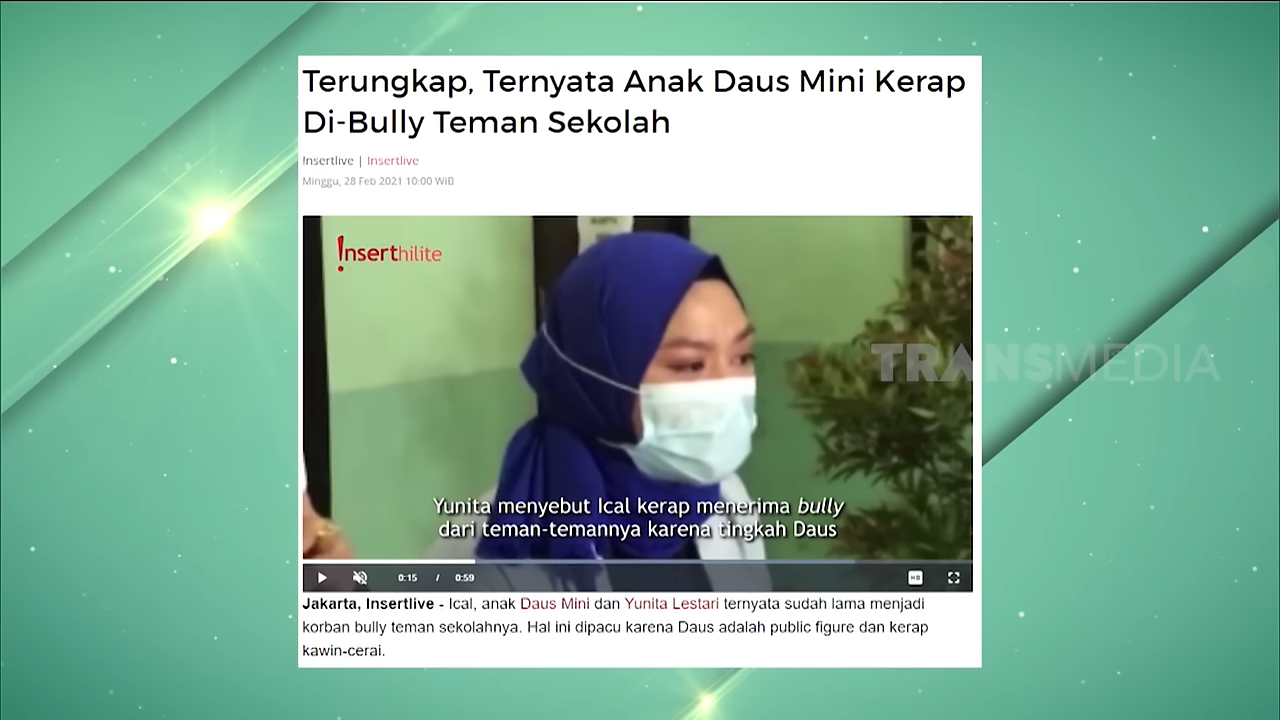 Terungkap, Ternyata Anak Daus Mini Kerap
Di-Bully Teman Sekolah
!nsertlive | Insertlive
Minggu, 28 Feb 2021 10:00 WIB
!nserthilite
TRANSMEDIA
Yunita menyebut Ical kerap menerima bully
dari teman-temannya karena tingkah Daus
0:15 / 0:59
HD
Jakarta, Insertlive - Ical, anak Daus Mini dan Yunita Lestari ternyata sudah lama menjadi
korban bully teman sekolahnya. Hal ini dipacu karena Daus adalah public figure dan kerap
kawin-cerai.